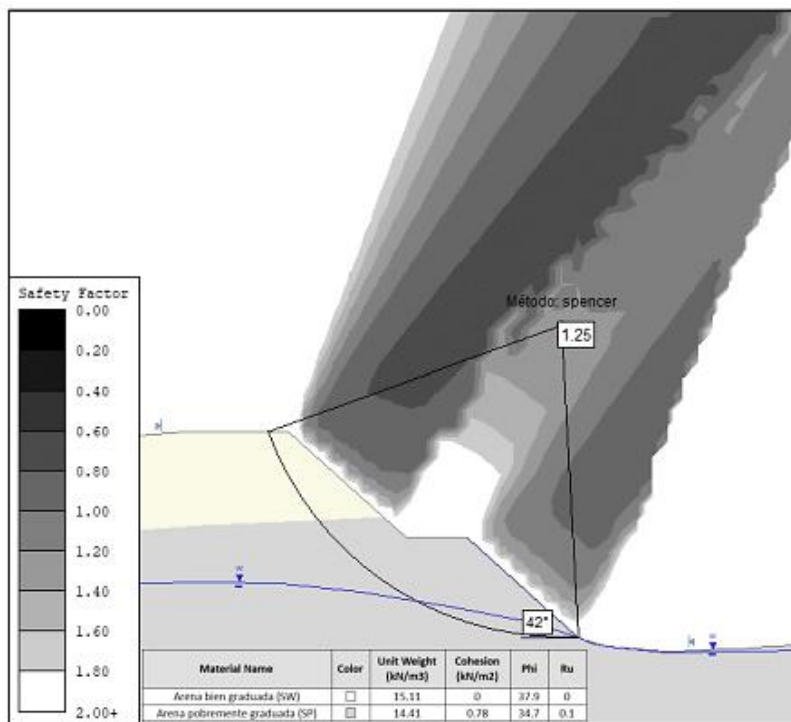 Safety Factor
0.00
0.20
0.40
0.60
0.80
1.00
1.20
1.40
1.60
1.80
2.00+
Método: spencer
1.25
42°
Material Name Color Unit Weight (kN/m3) Cohesion (kN/m2) Phi Ru
Arena bien graduada (SW) 15.11 0 37.9 0
Arena pobremente graduada (SP) 14.41 0.78 34.7 0.1